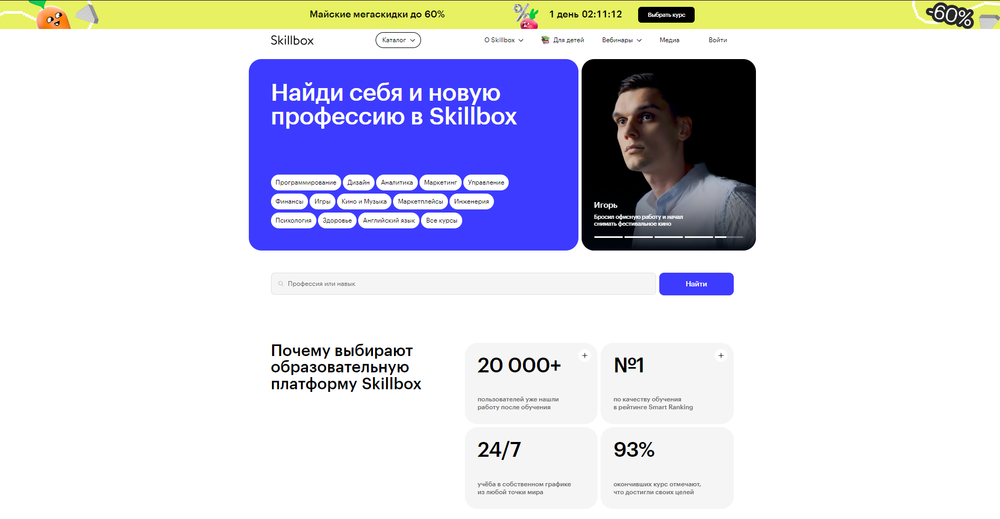 Майские мегаскидки до 60%
1 день 02:11:12
Выбрать курс
-60%
Skillbox
Каталог
О Skillbox
Для детей
Вебинары
Медиа
Войти
Найди себя и новую
профессию в Skillbox
Программирование
Дизайн
Аналитика
Маркетинг
Управление
Финансы
Игры
Кино и Музыка
Маркетплейсы
Инженерия
Психология
Здоровье
Английский язык
Все курсы
Игорь
Бросил офисную работу и начал
снимать фестивальное кино
Профессия или навык
Найти
Почему выбирают
образовательную
платформу Skillbox
20 000+
пользователей уже нашли
работу после обучения
№1
по качеству обучения
в рейтинге Smart Ranking
24/7
учёба в собственном графике
из любой точки мира
93%
окончивших курс отмечают,
что достигли своих целей